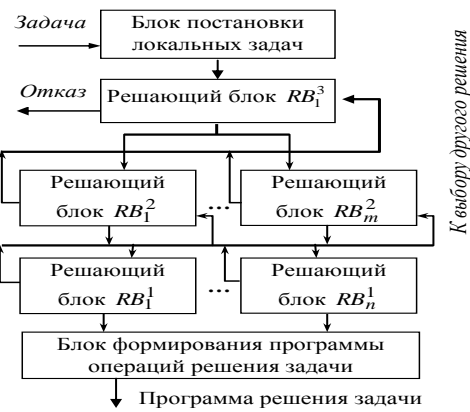 Задача
Блок постановки
локальных задач
Отказ
Решающий блок RB₁³
К выбору другого решения
Решающий
блок RB₁²
...
Решающий
блок RBₘ²
Решающий
блок RB₁¹
...
Решающий
блок RBₙ¹
Блок формирования программы
операций решения задачи
Программа решения задачи